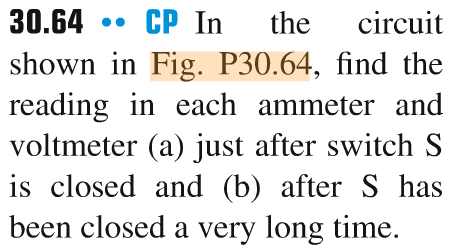 30.64 •• CP In the circuit
shown in Fig. P30.64, find the
reading in each ammeter and
voltmeter (a) just after switch S
is closed and (b) after S has
been closed a very long time.